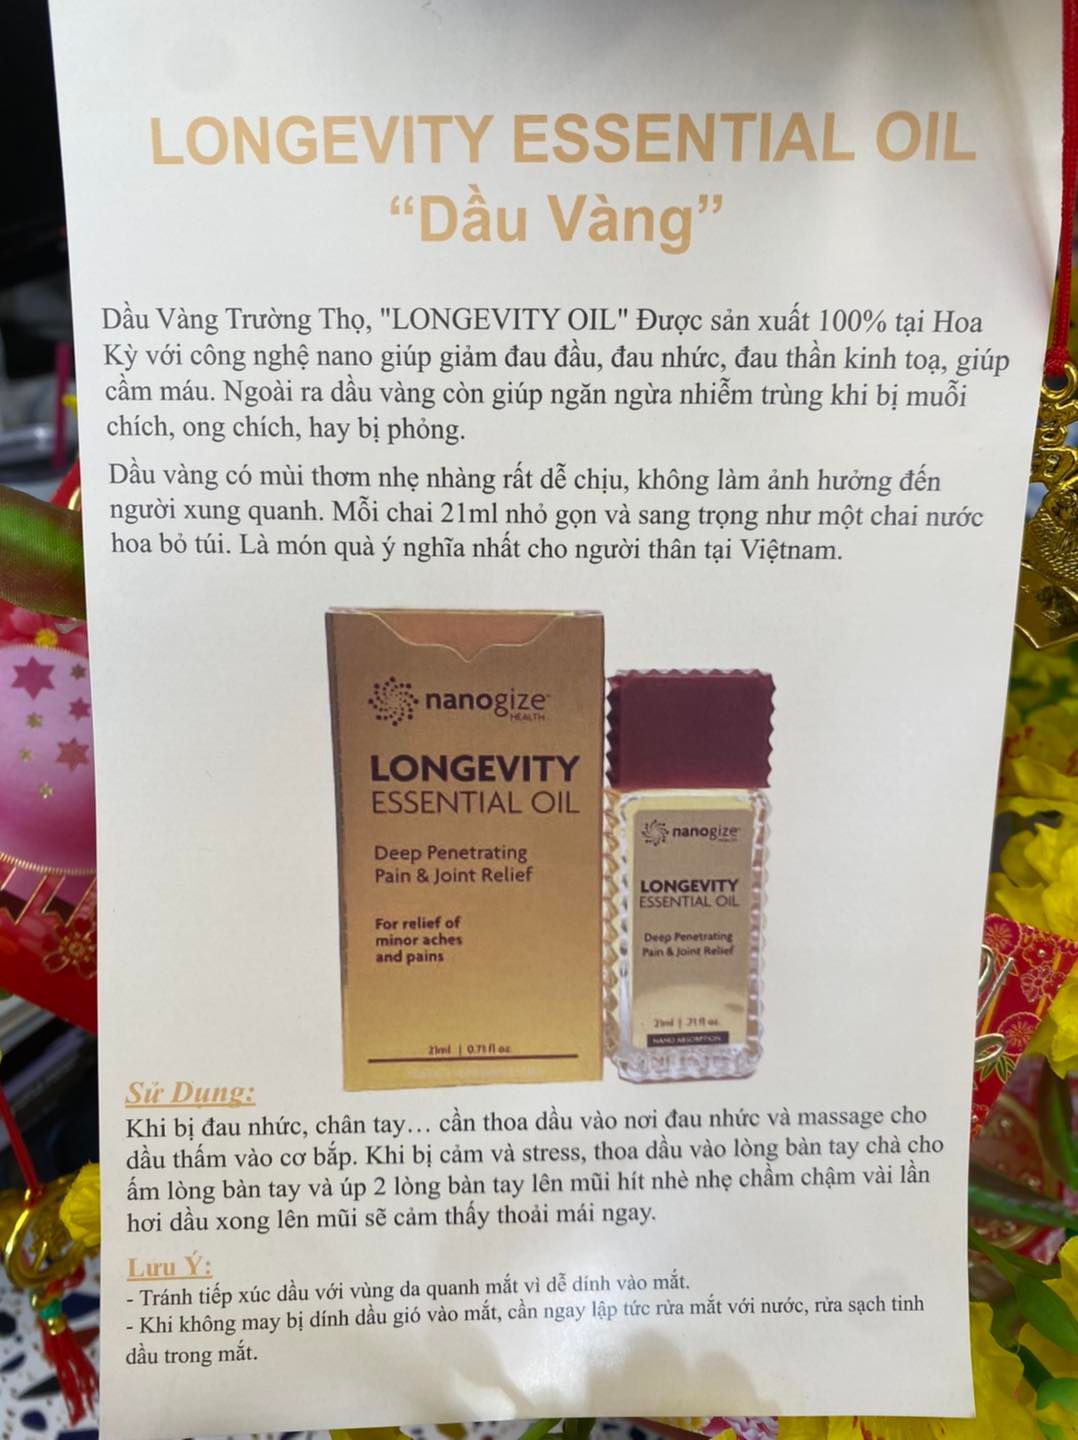 LONGEVITY ESSENTIAL OIL
“Dầu Vàng”
Dầu Vàng Trường Thọ, "LONGEVITY OIL" Được sản xuất 100% tại Hoa
Kỳ với công nghệ nano giúp giảm đau đầu, đau nhức, đau thần kinh toạ, giúp
cầm máu. Ngoài ra dầu vàng còn giúp ngăn ngừa nhiễm trùng khi bị muỗi
chích, ong chích, hay bị phỏng.
Dầu vàng có mùi thơm nhẹ nhàng rất dễ chịu, không làm ảnh hưởng đến
người xung quanh. Mỗi chai 21ml nhỏ gọn và sang trọng như một chai nước
hoa bỏ túi. Là món quà ý nghĩa nhất cho người thân tại Việtnam.
nanogize™
HEALTH
LONGEVITY
ESSENTIAL OIL
Deep Penetrating
Pain & Joint Relief
For relief of
minor aches
and pains
21ml | 0.71 fl oz
nanogize
HEALTH
LONGEVITY
ESSENTIAL OIL
Deep Penetrating
Pain & Joint Relief
21ml | .71 fl oz.
NANO ABSORPTION
Sử Dụng:
Khi bị đau nhức, chân tay… cần thoa dầu vào nơi đau nhức và massage cho
dầu thấm vào cơ bắp. Khi bị cảm và stress, thoa dầu vào lòng bàn tay chà cho
ấm lòng bàn tay và úp 2 lòng bàn tay lên mũi hít nhè nhẹ chầm chậm vài lần
hơi dầu xong lên mũi sẽ cảm thấy thoải mái ngay.
Lưu Ý:
- Tránh tiếp xúc dầu với vùng da quanh mắt vì dễ dính vào mắt.
- Khi không may bị dính dầu gió vào mắt, cần ngay lập tức rửa mắt với nước, rửa sạch tinh
dầu trong mắt.